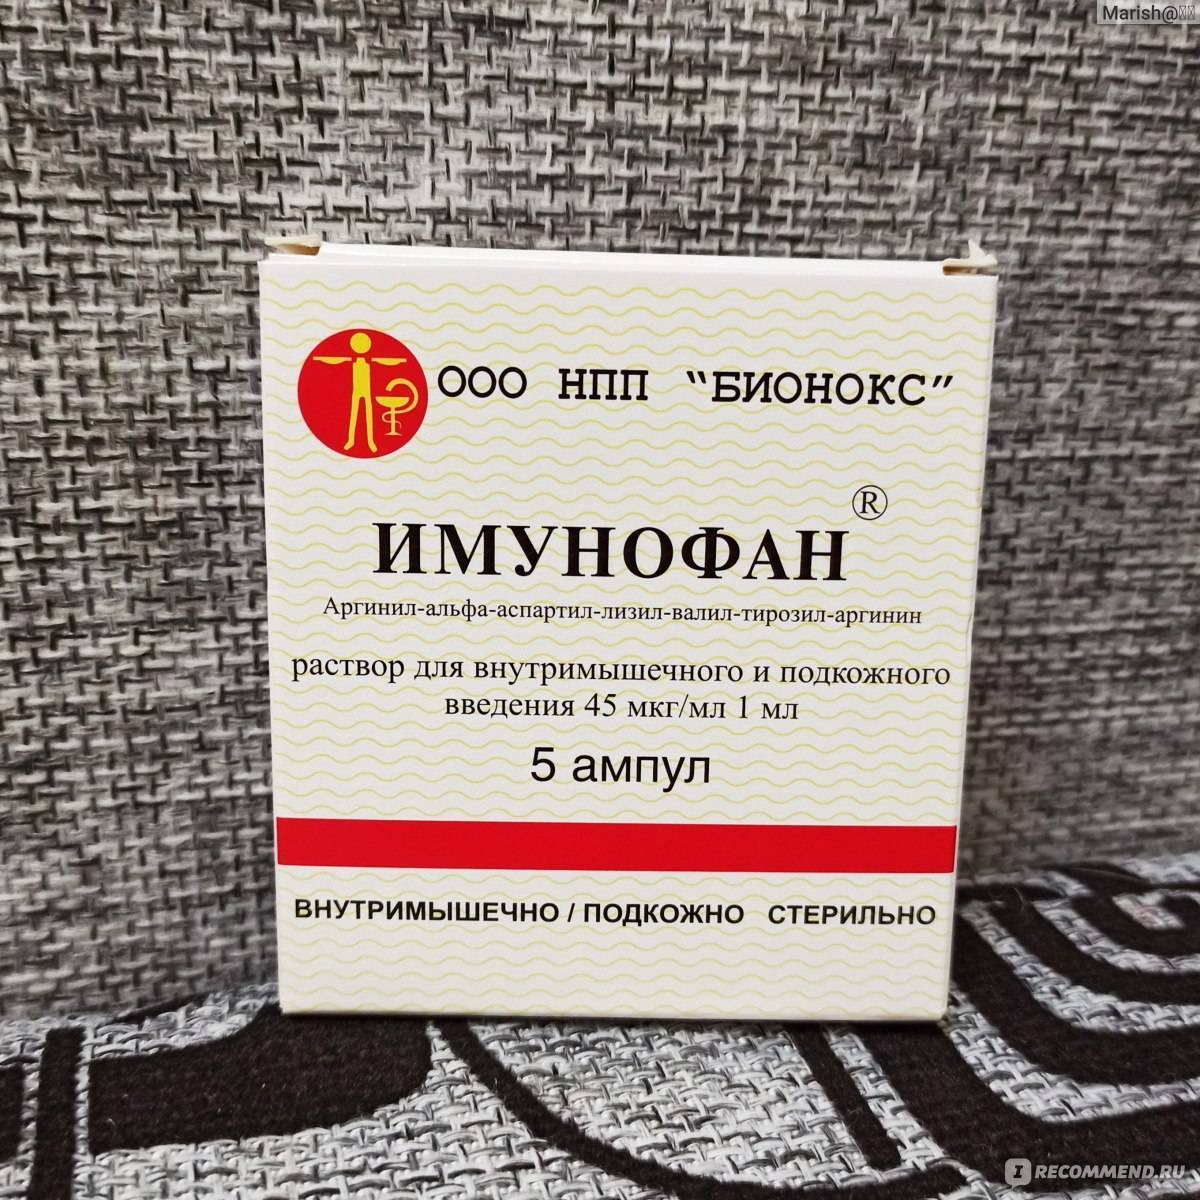 Marish@
ООО НПП "БИОНОКС"
ИМУНОФАН®
Аргинил-альфа-аспартил-лизил-валил-тирозил-аргинин
раствор для внутримышечного и подкожного
введения 45 мкг/мл 1 мл
5 ампул
ВНУТРИМЫШЕЧНО / ПОДКОЖНО СТЕРИЛЬНО
I RECOMMEND.RU